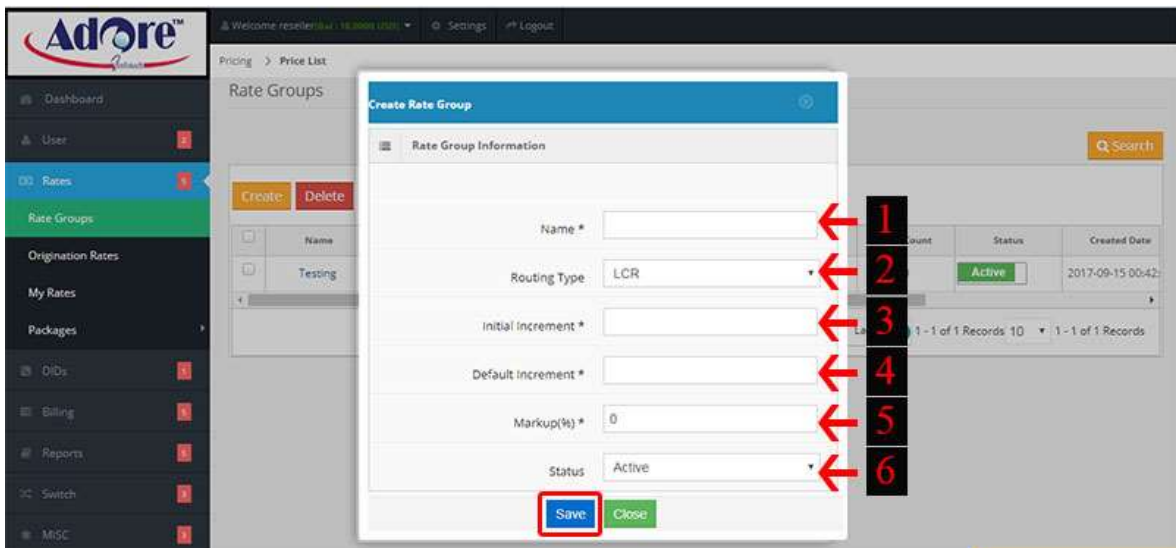 Adore™
Welcome reseller
Settings
Logout
Pricing > Price List
Rate Groups
Dashboard
User
Rates 5
Rate Groups
Origination Rates
My Rates
Packages
DIDs
Billing
Reports
Switch
MISC
Search
Create Delete
Name
Status Created Date
Testing
Active 2017-09-15 00:42:
1 - 1 of 1 Records 10 1 - 1 of 1 Records
Create Rate Group
Rate Group Information
Name * 1
Routing Type LCR 2
Initial Increment * 3
Default Increment * 4
Markup(%) * 0 5
Status Active 6
Save Close